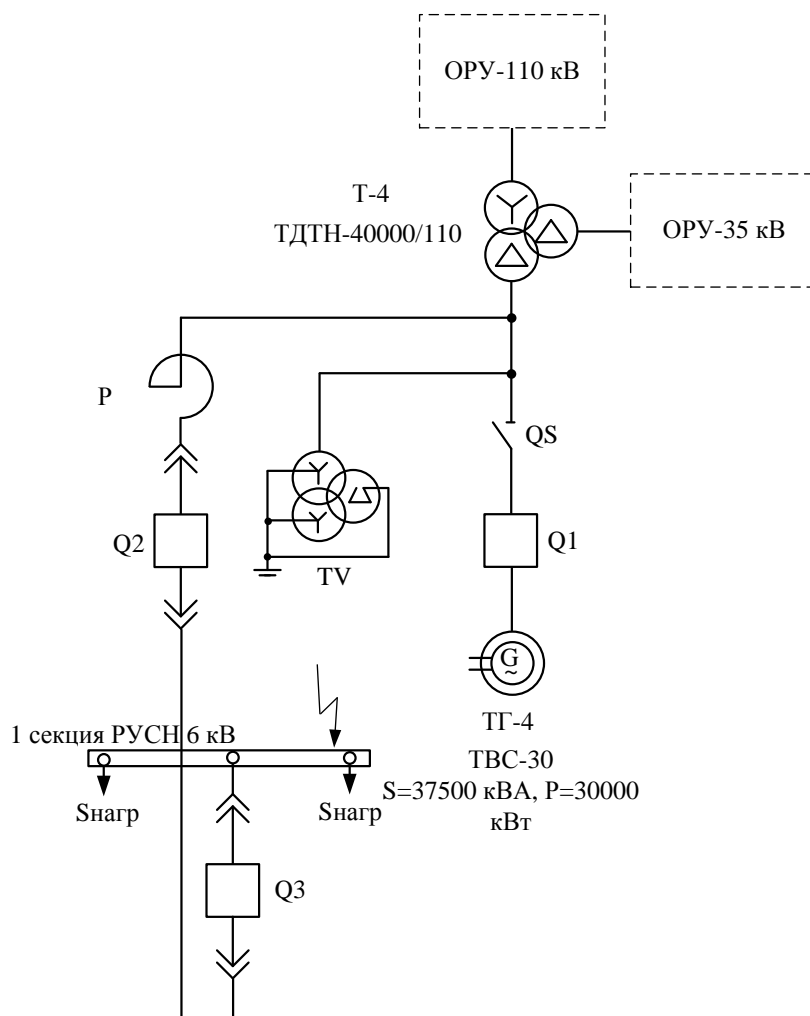 ОРУ-110 кВ
Т-4
ТДТН-40000/110
ОРУ-35 кВ
Р
QS
Q2
Q1
TV
G
~
ТГ-4
1 секция РУСН 6 кВ
ТВС-30
Sнагр
Sнагр
S=37500 кВА, P=30000
кВт
Q3